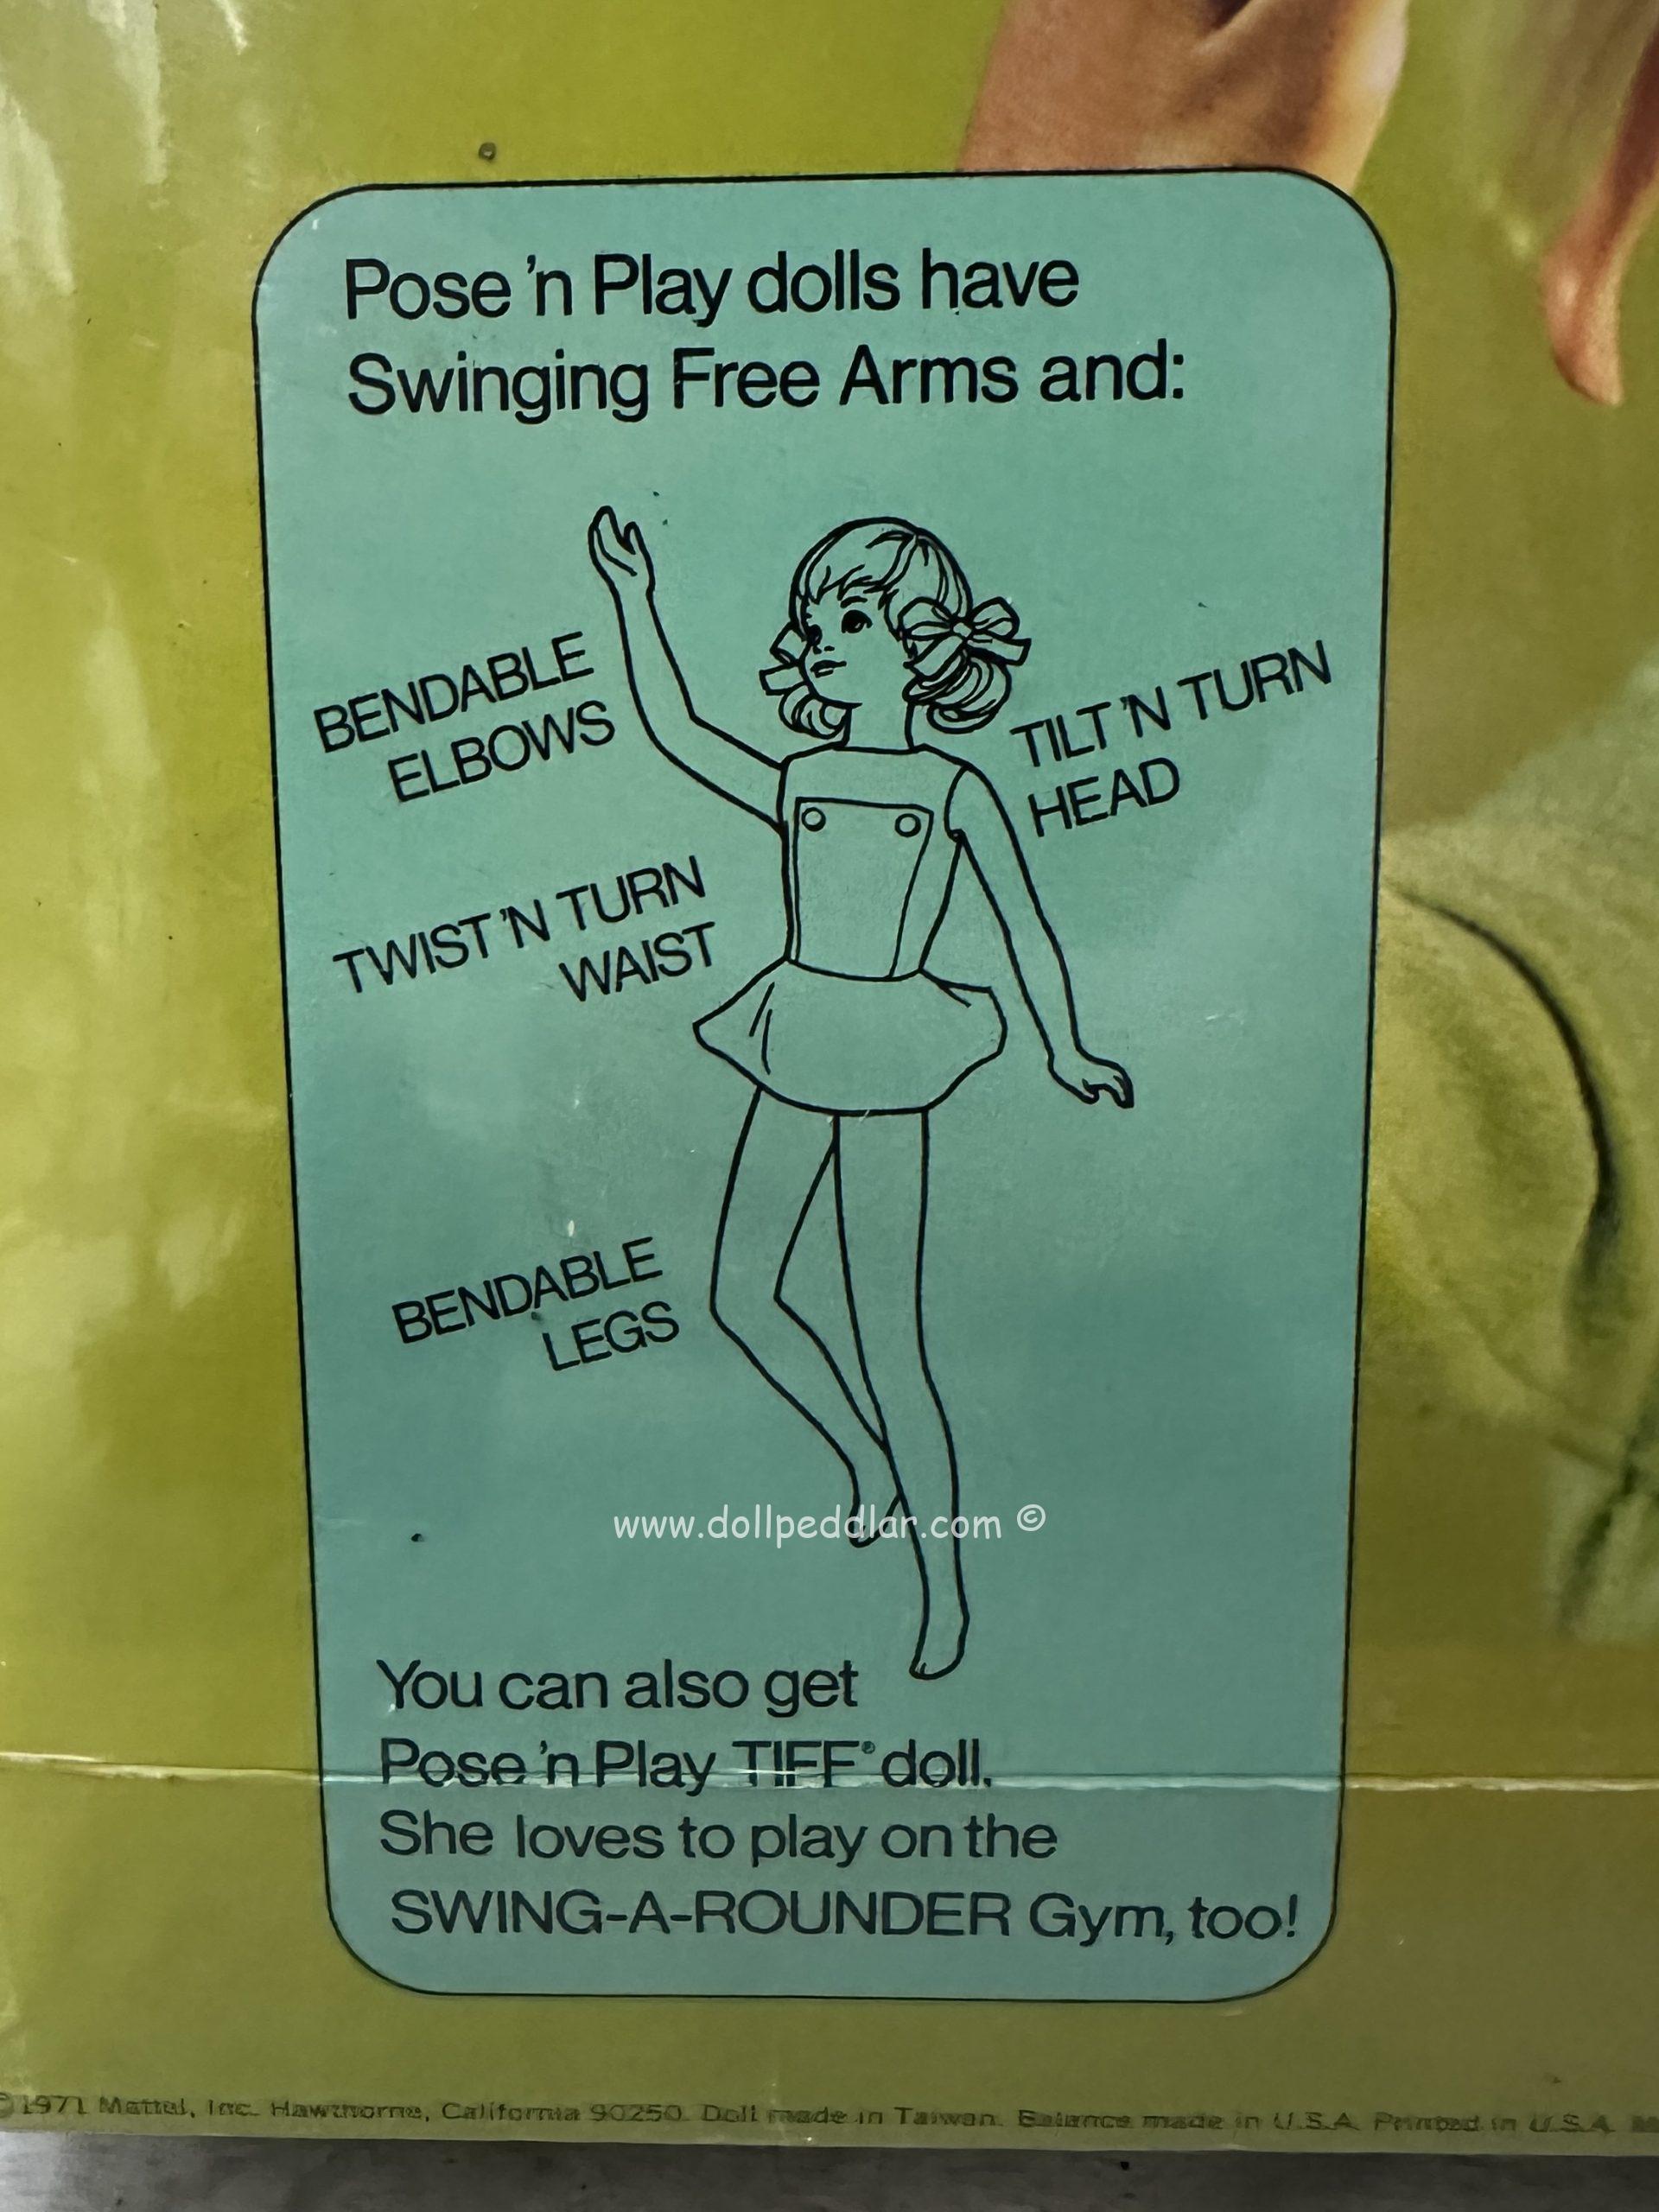 Pose 'n Play dolls have
Swinging Free Arms and:
BENDABLE
ELBOWS
TILT 'N TURN
HEAD
TWIST 'N TURN
WAIST
BENDABLE
LEGS
www.dollpeddlar.com ©
You can also get
Pose 'n Play TIFF® doll.
She loves to play on the
SWING-A-ROUNDER Gym, too!
©1971 Mattel, Inc. Hawthorne, California 90250. Doll made in Taiwan. Balance made in U.S.A. Printed in U.S.A.